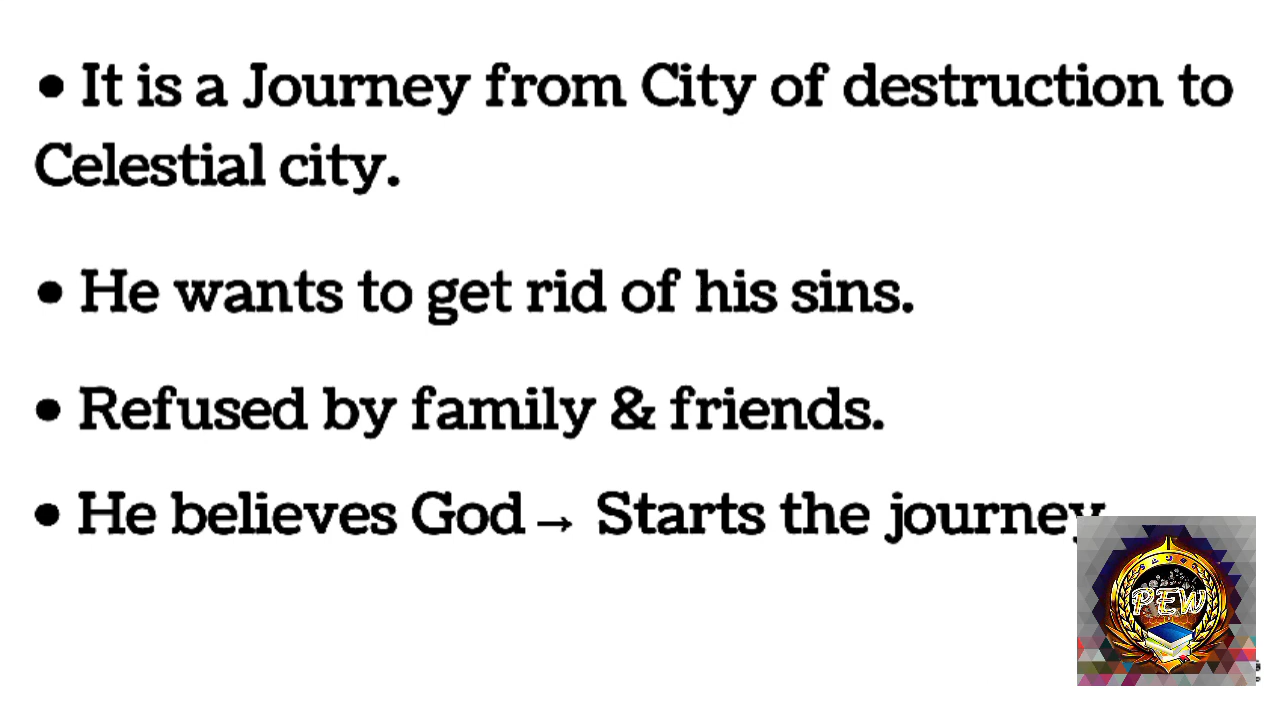 • It is a Journey from City of destruction to
Celestial city.
• He wants to get rid of his sins.
• Refused by family & friends.
• He believes God→ Starts the journey
PEW